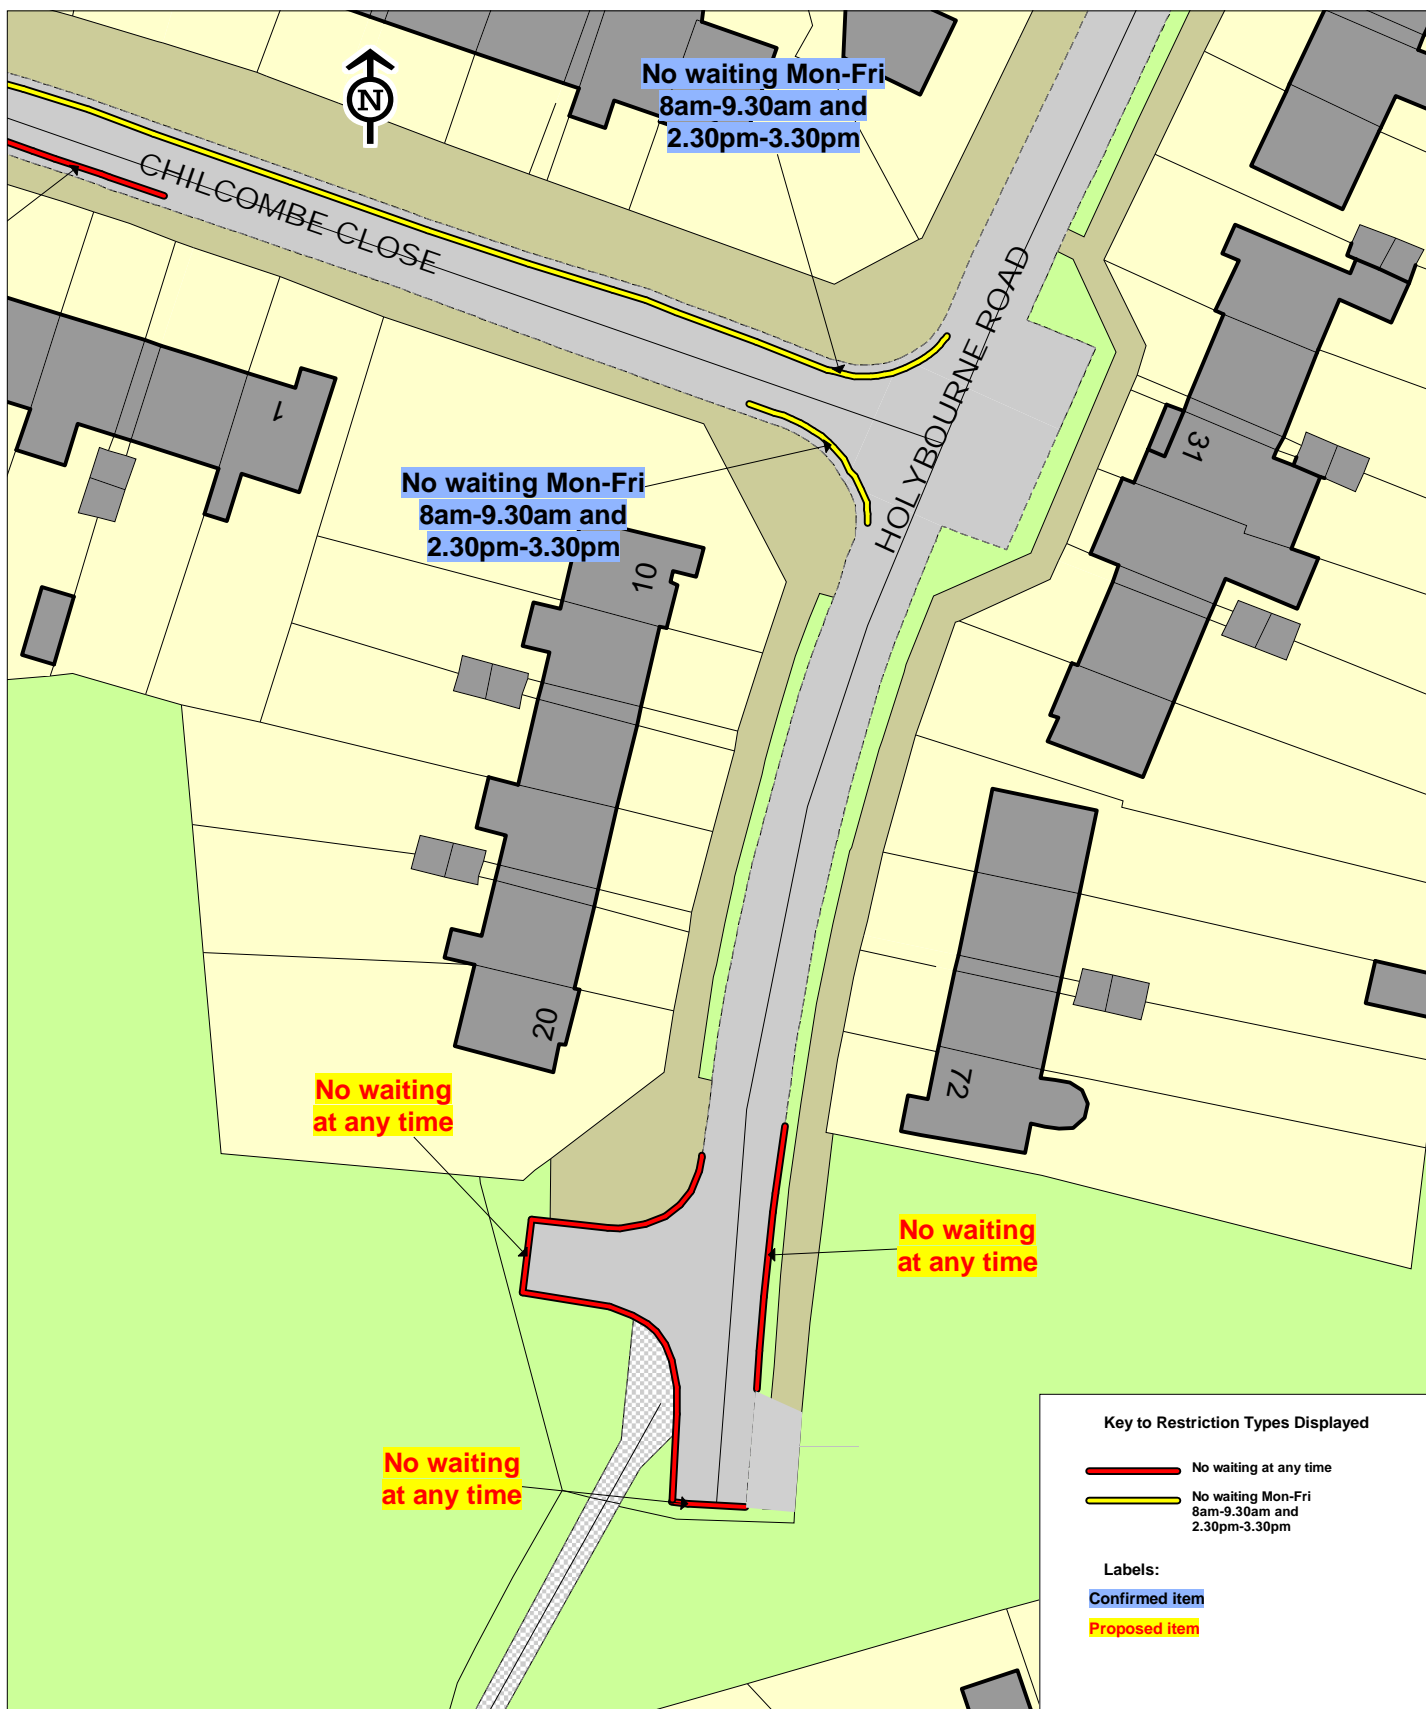 No waiting Mon-Fri
8am-9.30am and
2.30pm-3.30pm
N
CHILCOMBE CLOSE
HOLYBOURNE ROAD
1
31
No waiting Mon-Fri
8am-9.30am and
2.30pm-3.30pm
10
20
72
No waiting
at any time
No waiting
at any time
No waiting
at any time
Key to Restriction Types Displayed
No waiting at any time
No waiting Mon-Fri
8am-9.30am and
2.30pm-3.30pm
Labels:
Confirmed item
Proposed item